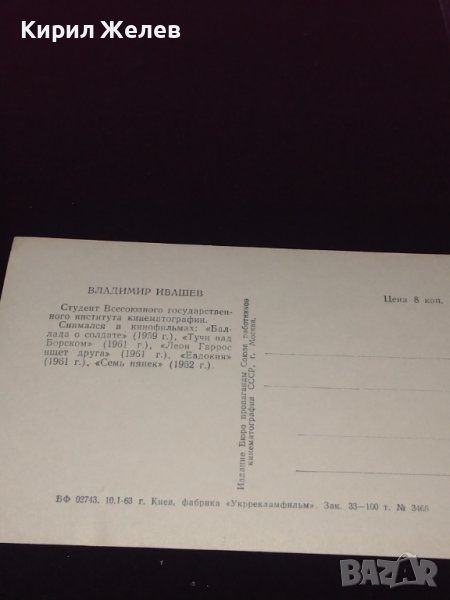 Кирил Желев
ВЛАДИМИР ИВАШЕВ
Студент Всесоюзного государствен-
ного института кинематографии.
Снимался в кинофильмах: «Бал-
лада о солдате» (1959 г.), «Тучи над
Борском» (1961 г.), «Леон Гаррос
ищет друга» (1961 г.), «Евдокия»
(1961 г.), «Семь нянек» (1962 г.).
Издание Бюро пропаганды Союза работников
кинематографии СССР, г. Москва.
Цена 8 коп.
БФ 02743. 10.I-63 г. Киев, фабрика «Укррекламфильм». Зак. 33—100 т. № 3465
BAZAR